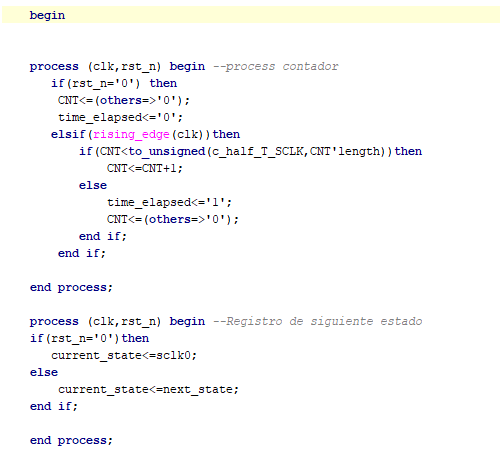 begin
process (clk,rst_n) begin --process contador
if(rst_n='0') then
CNT<=(others=>'0');
time_elapsed<='0';
elsif(rising_edge(clk))then
if(CNT<to_unsigned(c_half_T_SCLK,CNT'length))then
CNT<=CNT+1;
else
time_elapsed<='1';
CNT<=(others=>'0');
end if;
end if;
end process;
process (clk,rst_n) begin --Registro de siguiente estado
if(rst_n='0')then
current_state<=sclk0;
else
current_state<=next_state;
end if;
end process;